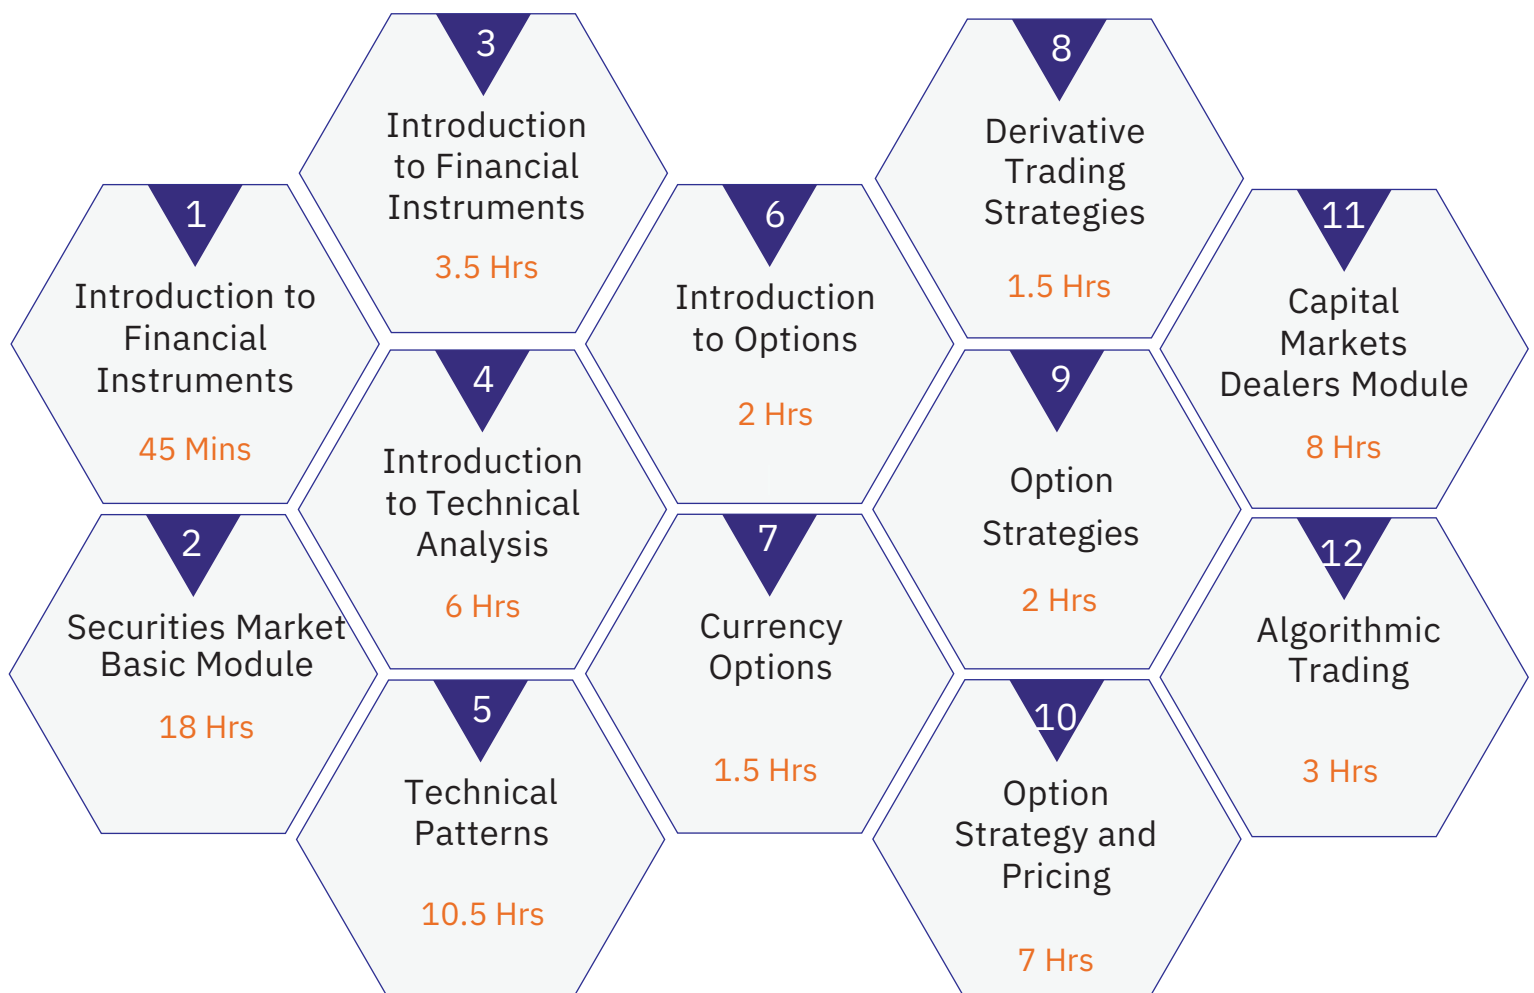 1
Introduction to
Financial
Instruments
45 Mins
2
Securities Market
Basic Module
18 Hrs
3
Introduction
to Financial
Instruments
3.5 Hrs
4
Introduction
to Technical
Analysis
6 Hrs
5
Technical
Patterns
10.5 Hrs
6
Introduction
to Options
2 Hrs
7
Currency
Options
1.5 Hrs
8
Derivative
Trading
Strategies
1.5 Hrs
9
Option
Strategies
2 Hrs
10
Option
Strategy and
Pricing
7 Hrs
11
Capital
Markets
Dealers Module
8 Hrs
12
Algorithmic
Trading
3 Hrs